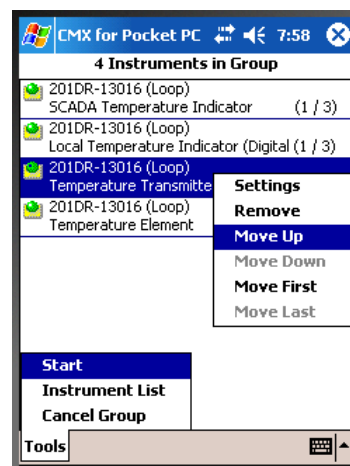 CMX for Pocket PC 7:58
4 Instruments in Group
201DR-13016 (Loop)
SCADA Temperature Indicator (1 / 3)
201DR-13016 (Loop)
Local Temperature Indicator (Digital (1 / 3)
201DR-13016 (Loop)
Temperature Transmitte
201DR-13016 (Loop)
Temperature Element
Settings
Remove
Move Up
Move Down
Move First
Move Last
Start
Instrument List
Cancel Group
Tools